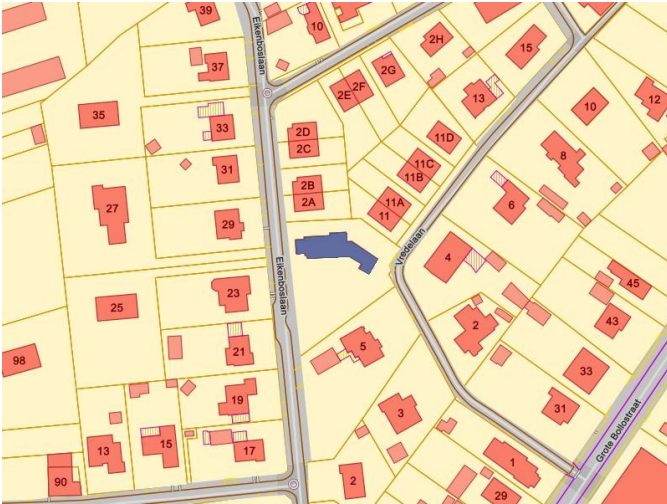 39
Eikenboslaan
10
2H
15
37
2G
2F
2E
13
10
12
35
33
2D
2C
11D
8
31
11C
11B
27
2B
2A
11A
11
6
29
Vredelaan
4
Eikenboslaan
45
23
25
2
43
5
21
98
33
19
3
31
Grote Bollostraat
15
13
17
1
90
2
29